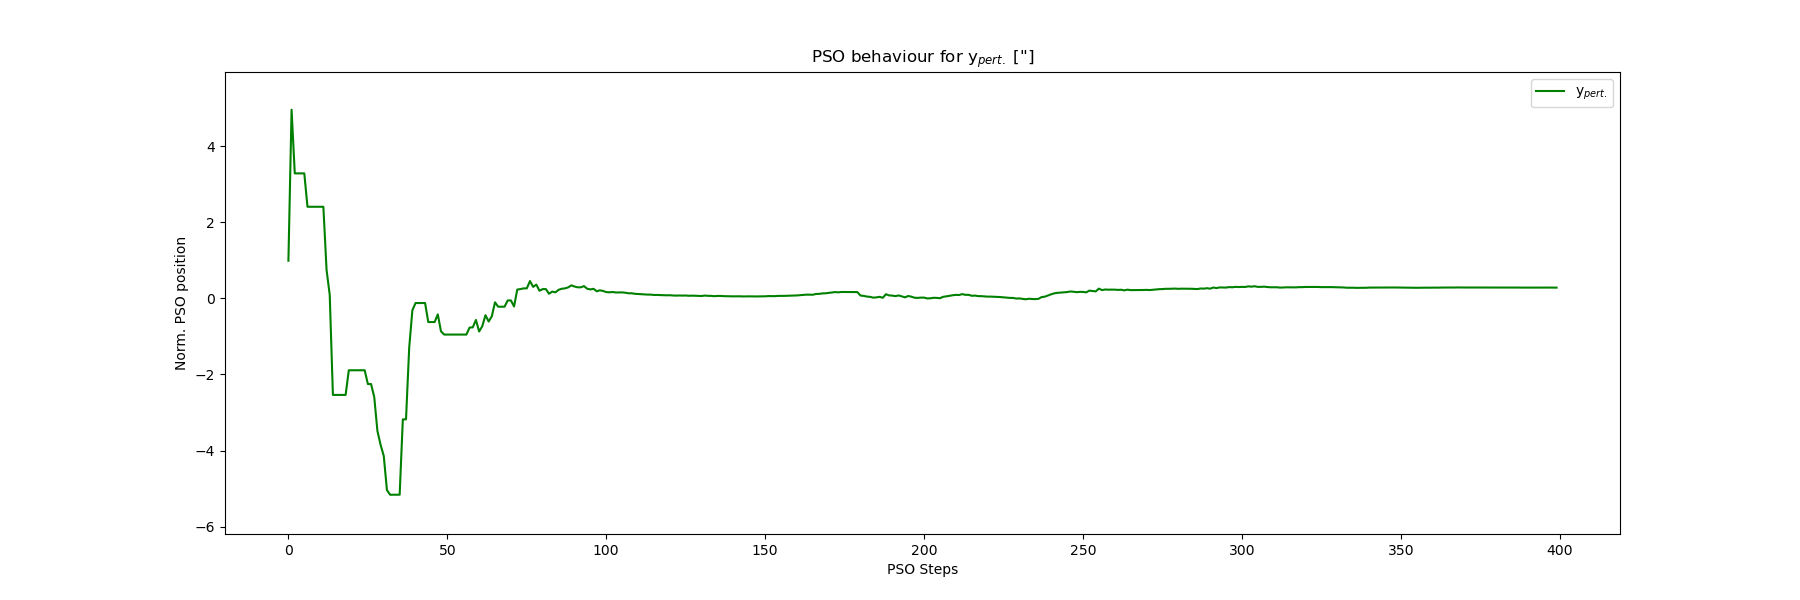 PSO behaviour for y_pert. ["]
y_pert.
Norm. PSO position
4
2
0
−2
−4
−6
0 50 100 150 200 250 300 350 400
PSO Steps